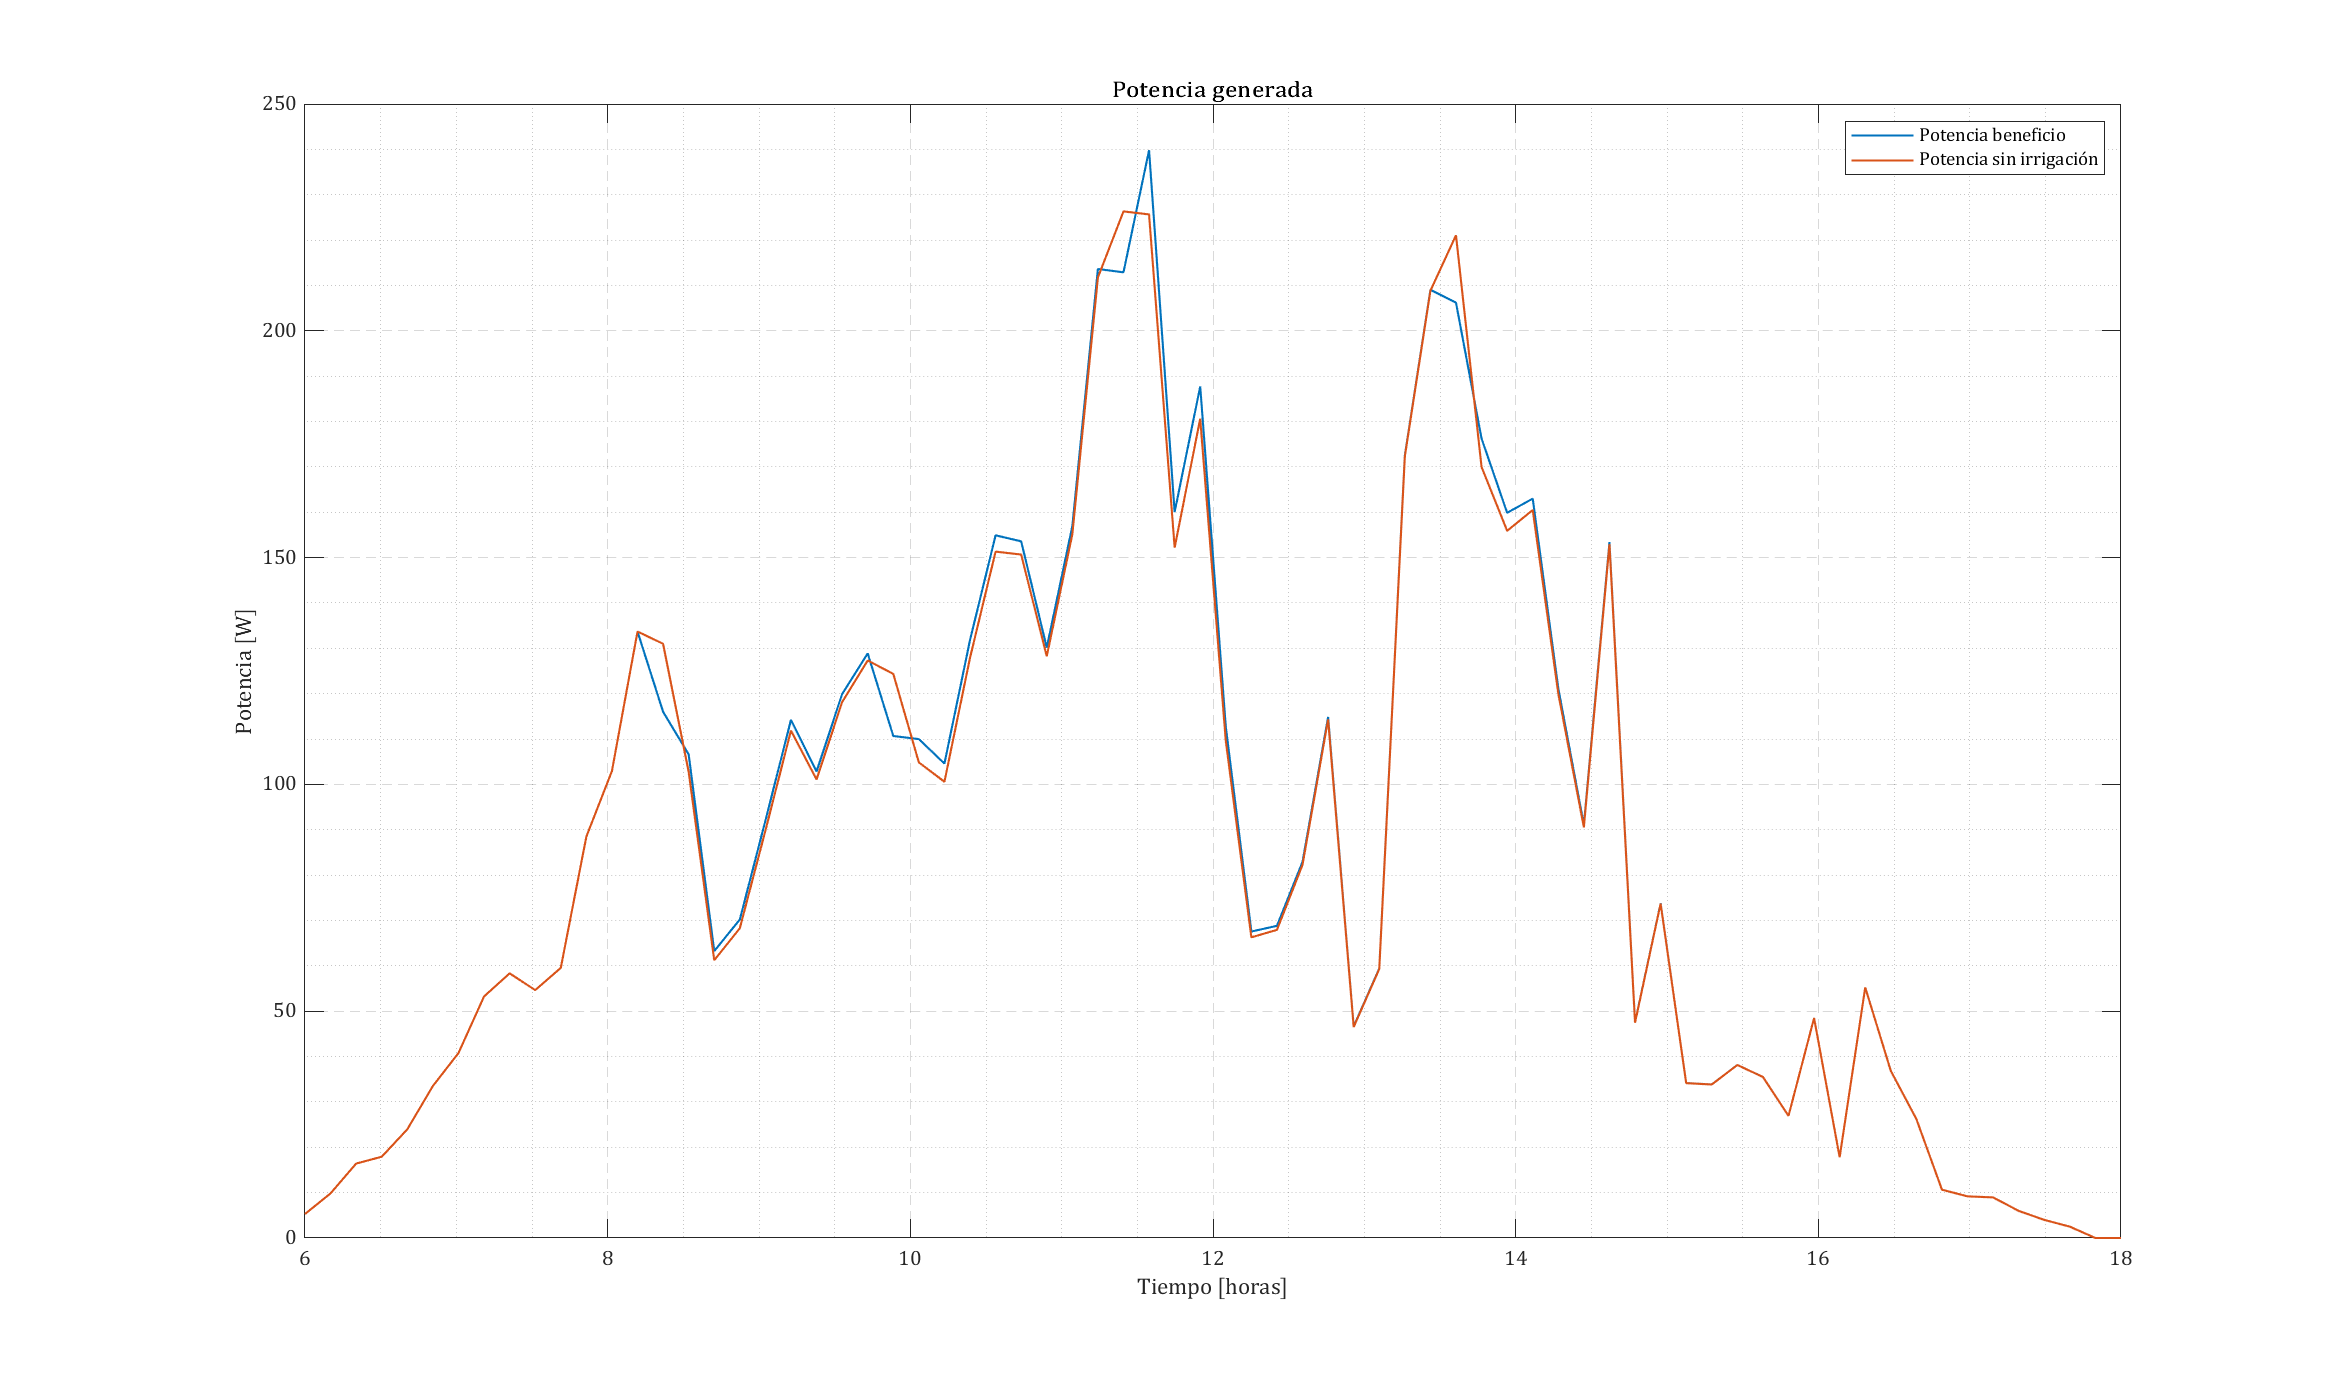 Potencia generada
250
Potencia beneficio
Potencia sin irrigación
200
150
Potencia [W]
100
50
0
6 8 10 12 14 16 18
Tiempo [horas]